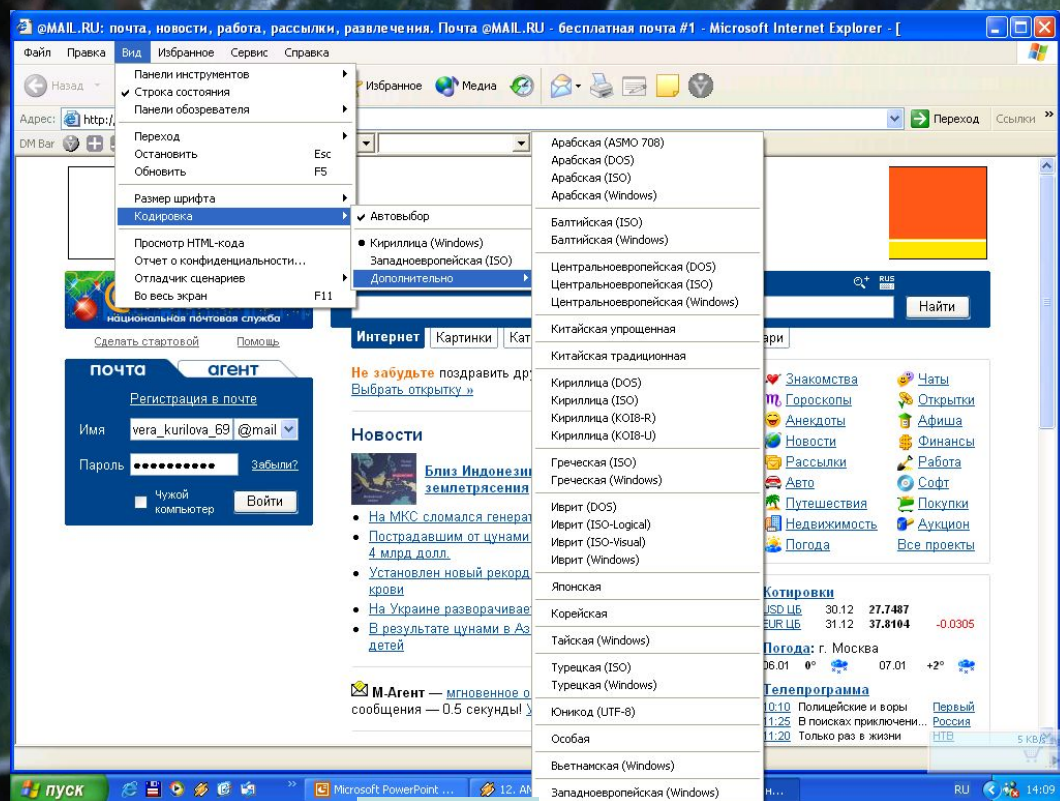 @MAIL.RU: почта, новости, работа, рассылки, развлечения. Почта @MAIL.RU - бесплатная почта #1 - Microsoft Internet Explorer - [
Файл Правка Вид Избранное Сервис Справка
Назад
Избранное Медиа
Адрес: http:/
Переход Ссылки »
DM Bar
Панели инструментов
Строка состояния
Панели обозревателя
Переход
Остановить Esc
Обновить F5
Размер шрифта
Кодировка
Просмотр HTML-кода
Отчет о конфиденциальности...
Отладчик сценариев
Во весь экран F11
Автовыбор
Кириллица (Windows)
Западноевропейская (ISO)
Дополнительно
Арабская (ASMO 708)
Арабская (DOS)
Арабская (ISO)
Арабская (Windows)
Балтийская (ISO)
Балтийская (Windows)
Центральноевропейская (DOS)
Центральноевропейская (ISO)
Центральноевропейская (Windows)
Китайская упрощенная
Китайская традиционная
Кириллица (DOS)
Кириллица (ISO)
Кириллица (KOI8-R)
Кириллица (KOI8-U)
Греческая (ISO)
Греческая (Windows)
Иврит (DOS)
Иврит (ISO-Logical)
Иврит (ISO-Visual)
Иврит (Windows)
Японская
Корейская
Тайская (Windows)
Турецкая (ISO)
Турецкая (Windows)
Юникод (UTF-8)
Особая
Вьетнамская (Windows)
Западноевропейская (Windows)
национальная почтовая служба
Сделать стартовой Помощь
почта агент
Регистрация в почте
Имя vera_kurilova_69 @mail
Пароль ●●●●●●●●●● Забыли?
Чужой
компьютер
Войти
RUS
Найти
Интернет Картинки Кат
ари
Не забудьте поздравить др
Выбрать открытку »
Новости
Близ Индонезии
землетрясения
На МКС сломался генерат
Пострадавшим от цунами
4 млрд долл.
Установлен новый рекорд
крови
На Украине разворачивае
В результате цунами в Аз
детей
М-Агент — мгновенное о
сообщения — 0.5 секунды!
Знакомства Чаты
Гороскопы Открытки
Анекдоты Афиша
Новости Финансы
Рассылки Работа
Авто Софт
Путешествия Покупки
Недвижимость Аукцион
Погода Все проекты
Котировки
USD ЦБ 30.12 27.7487
EUR ЦБ 31.12 37.8104 -0.0305
Погода: г. Москва
06.01 0° 07.01 +2°
Телепрограмма
10:10 Полицейские и воры Первый
11:25 В поисках приключени... Россия
11:20 Только раз в жизни НТВ
5 KB/s
пуск
» Microsoft PowerPoint ... 12. AN
н...
RU 14:09